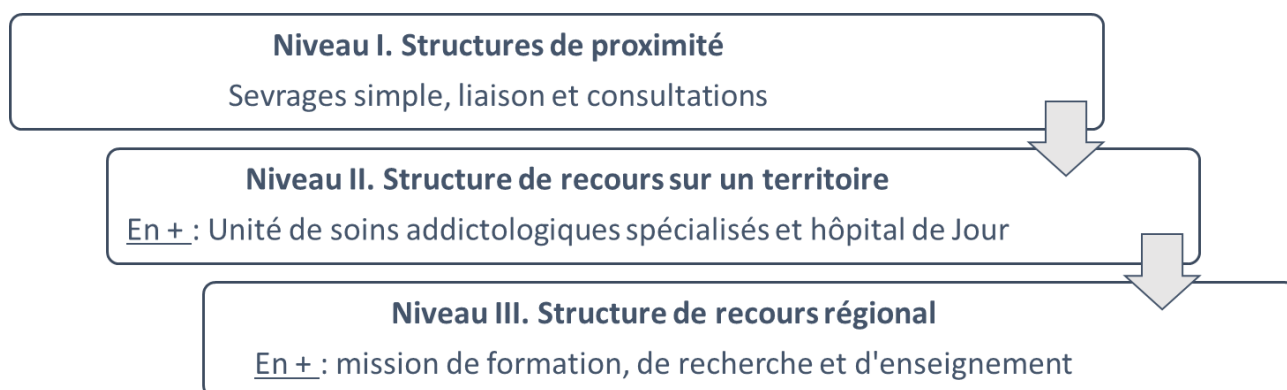 Niveau I. Structures de proximité
Sevrages simple, liaison et consultations
Niveau II. Structure de recours sur un territoire
En + : Unité de soins addictologiques spécialisés et hôpital de Jour
Niveau III. Structure de recours régional
En + : mission de formation, de recherche et d'enseignement